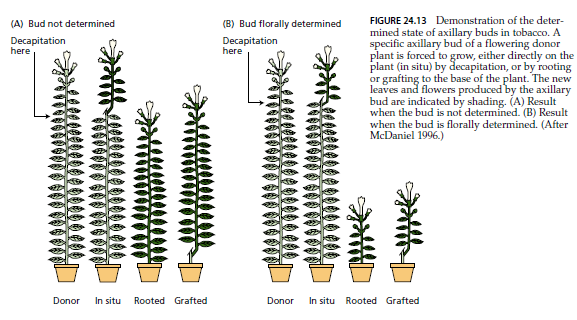 (A) Bud not determined
Decapitation
here
Donor
In situ
Rooted
Grafted
(B) Bud florally determined
Decapitation
here
Donor
In situ
Rooted
Grafted
FIGURE 24.13 Demonstration of the deter-
mined state of axillary buds in tobacco. A
specific axillary bud of a flowering donor
plant is forced to grow, either directly on the
plant (in situ) by decapitation, or by rooting
or grafting to the base of the plant. The new
leaves and flowers produced by the axillary
bud are indicated by shading. (A) Result
when the bud is not determined. (B) Result
when the bud is florally determined. (After
McDaniel 1996.)